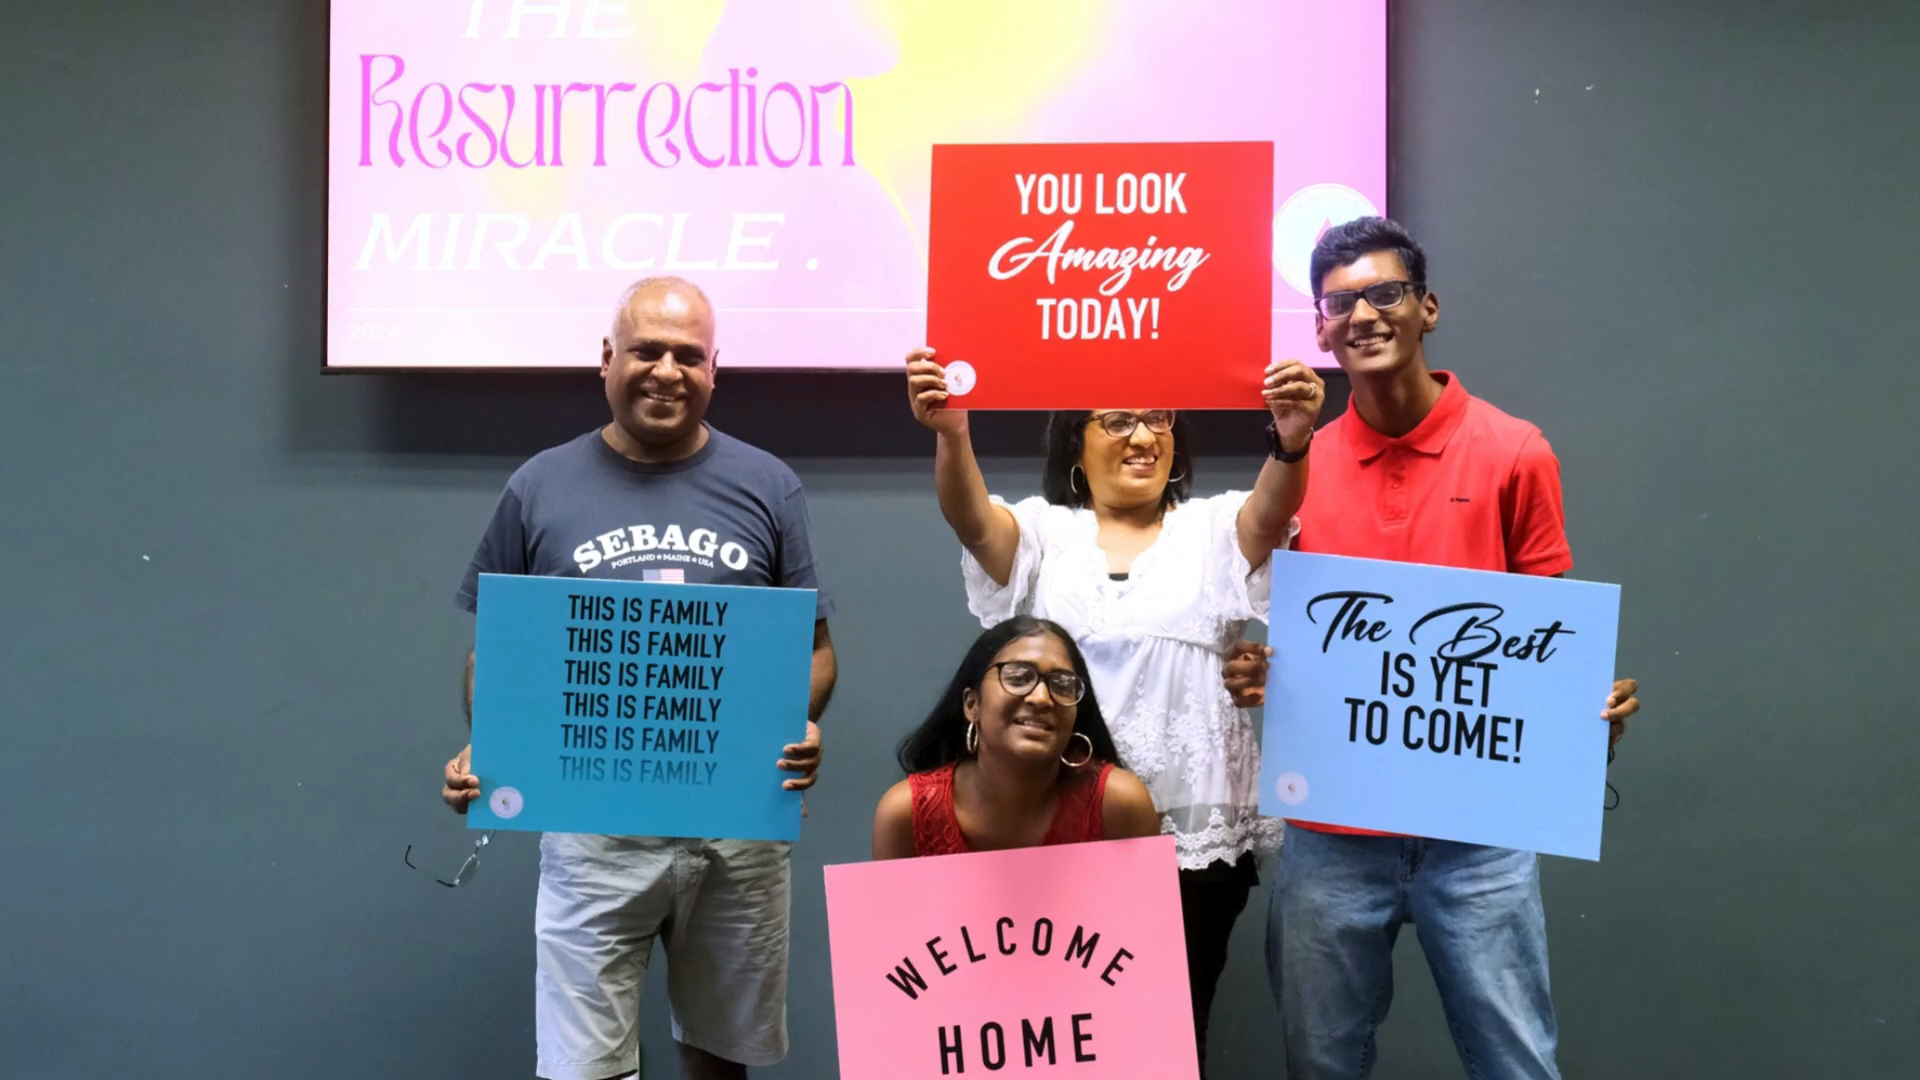 THE
Resurrection
MIRACLE.
2024
YOU LOOK
Amazing
TODAY!
SEBAGO
PORTLAND ★ MAINE ★ USA
THIS IS FAMILY
THIS IS FAMILY
THIS IS FAMILY
THIS IS FAMILY
THIS IS FAMILY
THIS IS FAMILY
The Best
IS YET
TO COME!
WELCOME
HOME